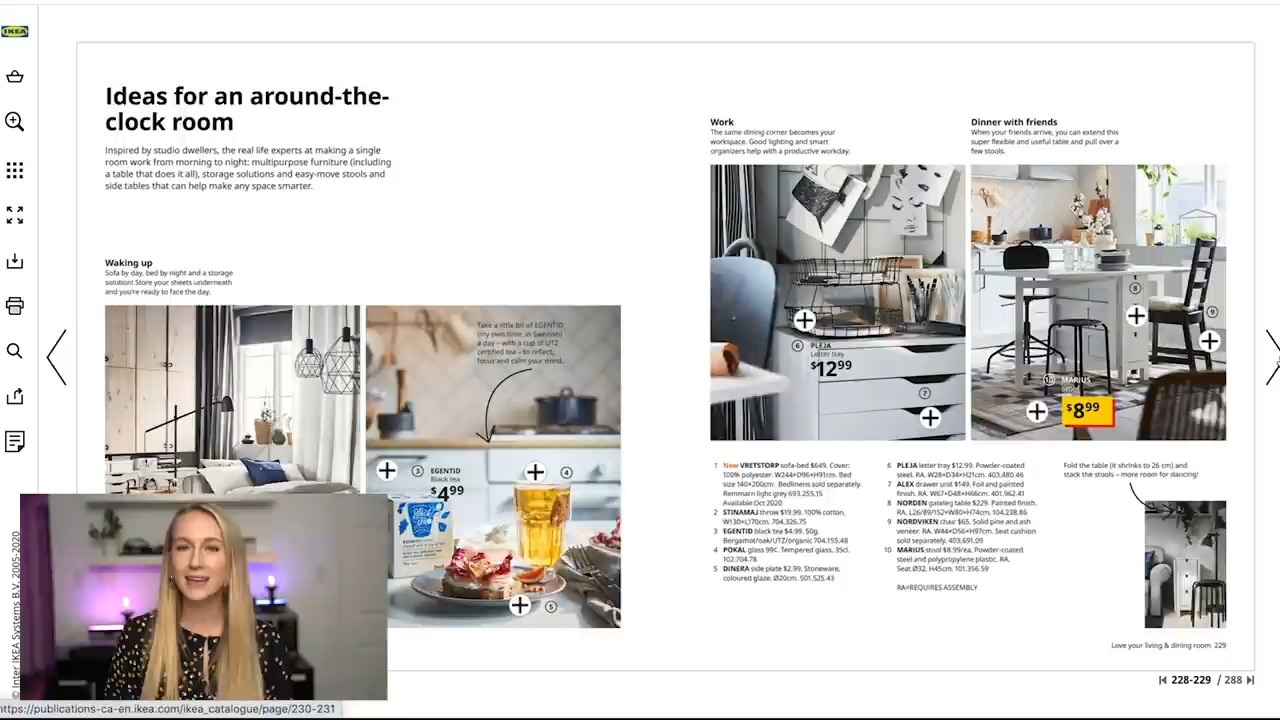 IKEA
Ideas for an around-the-
clock room
Inspired by studio dwellers, the real life experts at making a single
room work from morning to night: multipurpose furniture (including
a table that does it all), storage solutions and easy-move stools and
side tables that can help make any space smarter.
Waking up
Sofa by day, bed by night and a storage
solution! Store your sheets underneath
and you're ready to face the day.
Take a little bit of EGENTID
(my own time, in Swedish)
a day – with a cup of UTZ
certified tea – to reflect,
focus and calm your mind.
3 EGENTID
Black tea
$4.99
4
5
Work
The same dining corner becomes your
workspace. Good lighting and smart
organizers help with a productive workday.
6 PLEJA
Letter tray
$12.99
7
Dinner with friends
When your friends arrive, you can extend this
super flexible and useful table and pull over a
few stools.
8
9
10 MARIUS
Stool
$8.99
1 New VRETSTORP sofa-bed $649. Cover:
100% polyester. W244×D96×H91cm. Bed
size 140×200cm. Bedlinens sold separately.
Remmarn light grey 693.255.15
Available Oct 2020
2 STINAMAJ throw $19.99. 100% cotton.
W130×L170cm. 704.326.75
3 EGENTID black tea $4.99. 50g.
Bergamot/oak/UTZ/organic 704.155.48
4 POKAL glass 99¢. Tempered glass. 35cl.
102.704.78
5 DINERA side plate $2.99. Stoneware,
coloured glaze. Ø20cm. 501.525.43
6 PLEJA letter tray $12.99. Powder-coated
steel. RA. W28×D34×H21cm. 403.480.46
7 ALEX drawer unit $149. Foil and painted
finish. RA. W67×D48×H66cm. 401.962.41
8 NORDEN gateleg table $229. Painted finish.
RA. L26/89/152×W80×H74cm. 104.238.86
9 NORDVIKEN chair $65. Solid pine and ash
veneer. RA. W44×D56×H97cm. Seat cushion
sold separately. 403.691.09
10 MARIUS stool $8.99/ea. Powder-coated
steel and polypropylene plastic. RA.
Seat Ø32, H45cm. 101.356.59
RA=REQUIRES ASSEMBLY
Fold the table (it shrinks to 26 cm) and
stack the stools – more room for dancing!
Love your living & dining room 229
© Inter IKEA Systems B.V. 2005-2020
228-229 / 288
https://publications-ca-en.ikea.com/ikea_catalogue/page/230-231